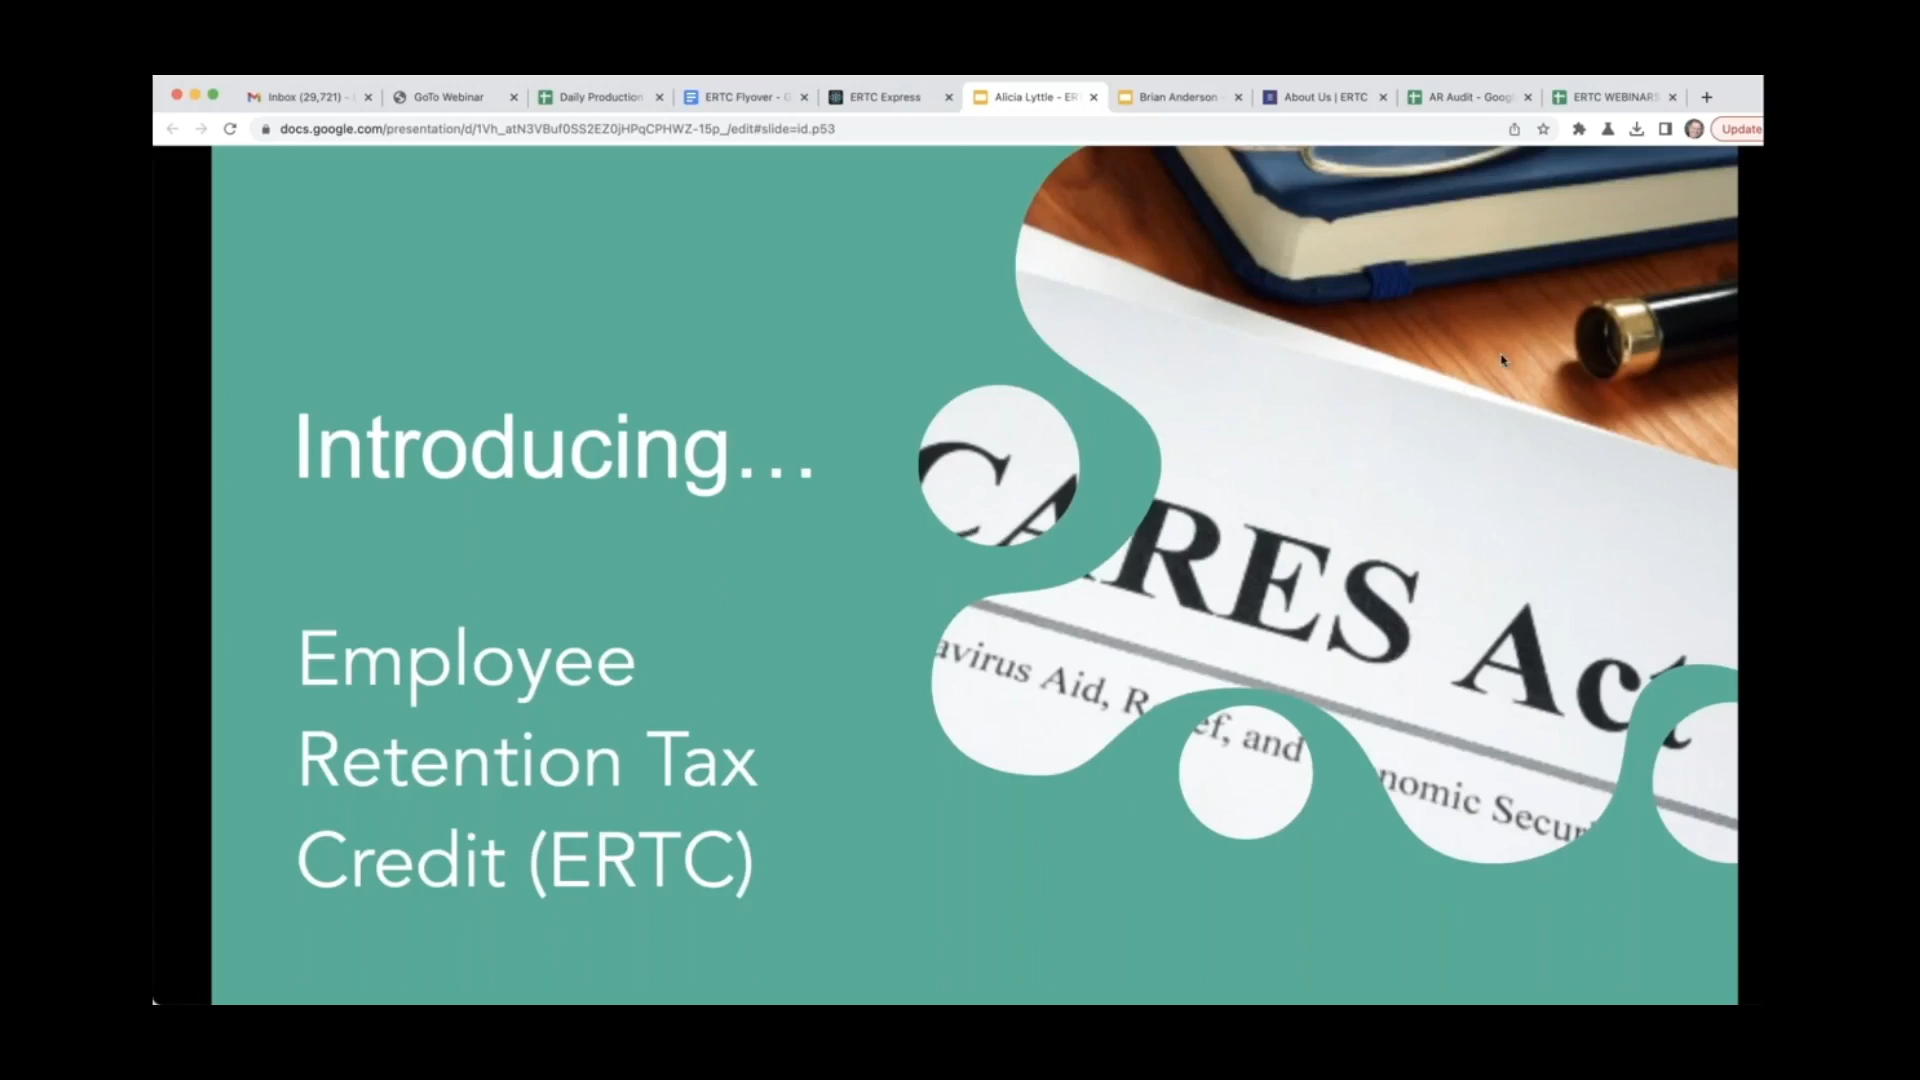 Inbox (29,721) -
GoTo Webinar
Daily Production
ERTC Flyover - G
ERTC Express
Alicia Lyttle - ER
Brian Anderson -
About Us | ERTC
AR Audit - Goog
ERTC WEBINARS
docs.google.com/presentation/d/1Vh_atN3VBuf0SS2EZ0jHPqCPHWZ-15p_/edit#slide=id.p53
Update
Introducing...
Employee
Retention Tax
Credit (ERTC)
CARES Act
avirus Aid, R ef, and nomic Secur